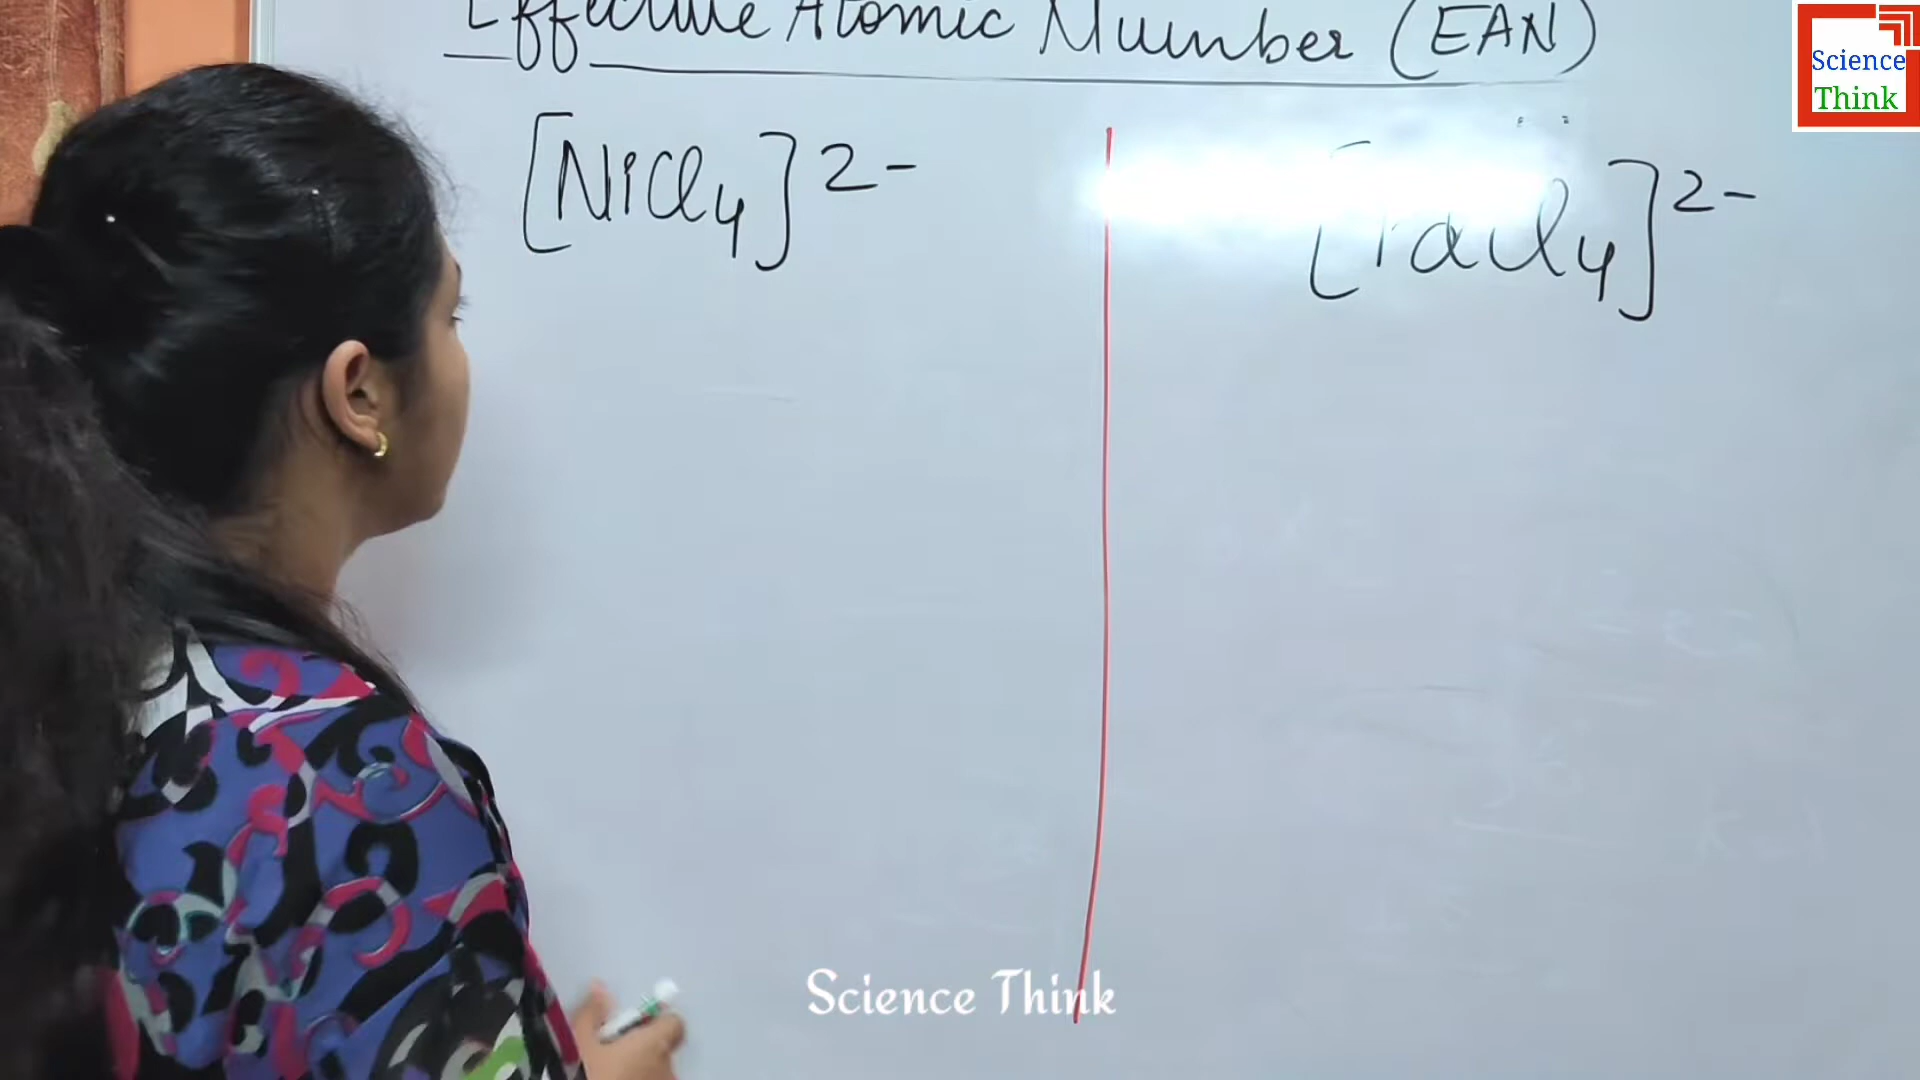 Effective Atomic Number (EAN)
[NiCl4]2-
[PdCl4]2-
Science
Think
Science Think